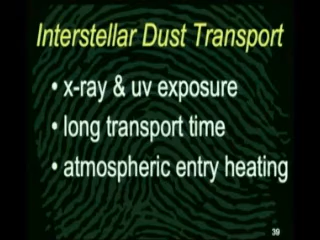 Interstellar Dust Transport
• x-ray & uv exposure
• long transport time
• atmospheric entry heating
39